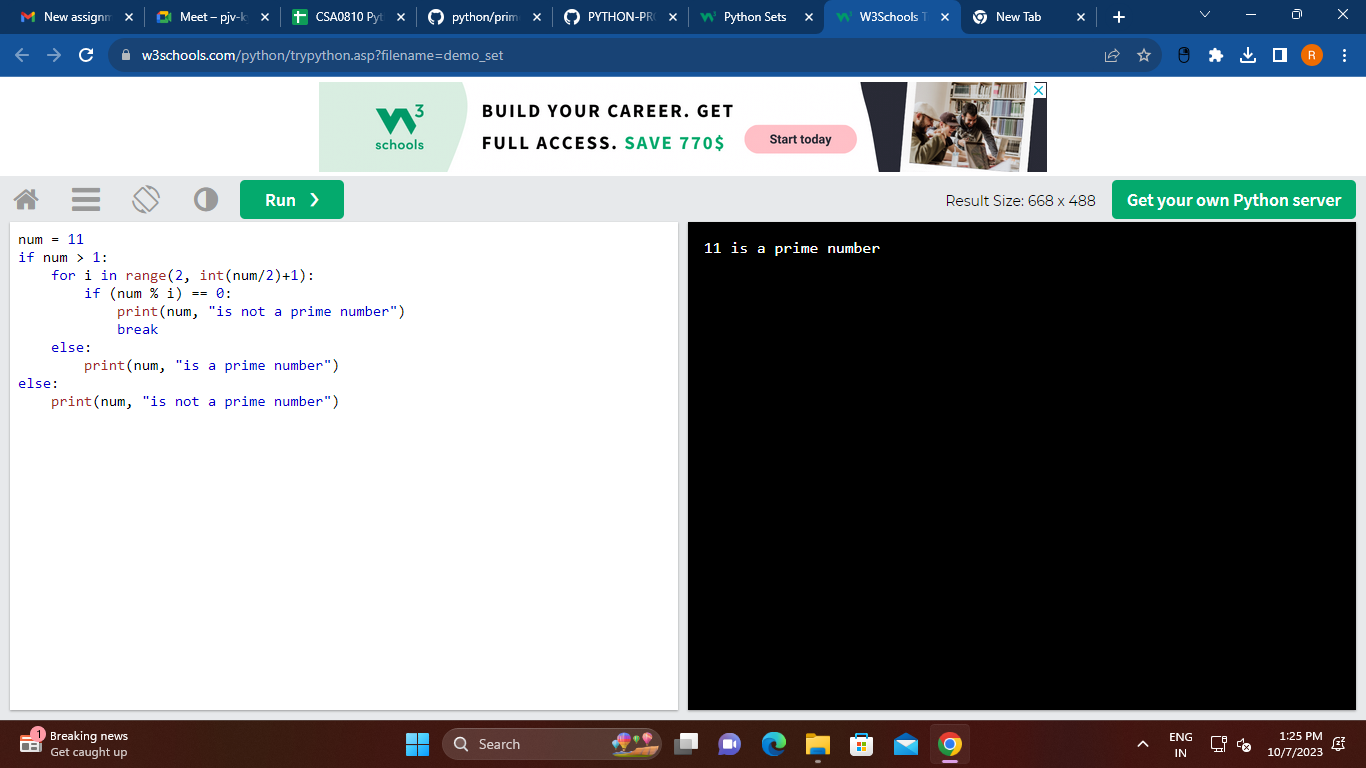 New assignm
Meet – pjv-k
CSA0810 Pyt
python/prim
PYTHON-PRO
Python Sets
W3Schools T
New Tab
w3schools.com/python/trypython.asp?filename=demo_set
R
3
schools
BUILD YOUR CAREER. GET
FULL ACCESS. SAVE 770$
Start today
Run ❯
Result Size: 668 x 488
Get your own Python server
num = 11
if num > 1:
    for i in range(2, int(num/2)+1):
        if (num % i) == 0:
            print(num, "is not a prime number")
            break
    else:
        print(num, "is a prime number")
else:
    print(num, "is not a prime number")
11 is a prime number
1
Breaking news
Get caught up
Search
ENG
IN
1:25 PM
10/7/2023